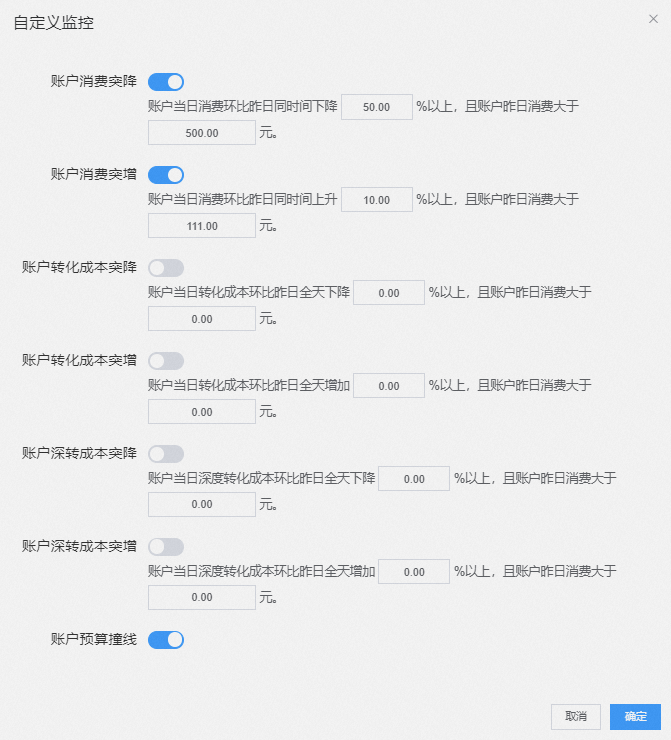 自定义监控
账户消费突降
账户当日消费环比昨日同时间下降 50.00 %以上，且账户昨日消费大于
500.00 元。
账户消费突增
账户当日消费环比昨日同时间上升 10.00 %以上，且账户昨日消费大于
111.00 元。
账户转化成本突降
账户当日转化成本环比昨日全天下降 0.00 %以上，且账户昨日消费大于
0.00 元。
账户转化成本突增
账户当日转化成本环比昨日全天增加 0.00 %以上，且账户昨日消费大于
0.00 元。
账户深转成本突降
账户当日深度转化成本环比昨日全天下降 0.00 %以上，且账户昨日消费大于
0.00 元。
账户深转成本突增
账户当日深度转化成本环比昨日全天增加 0.00 %以上，且账户昨日消费大于
0.00 元。
账户预算撞线
取消 确定